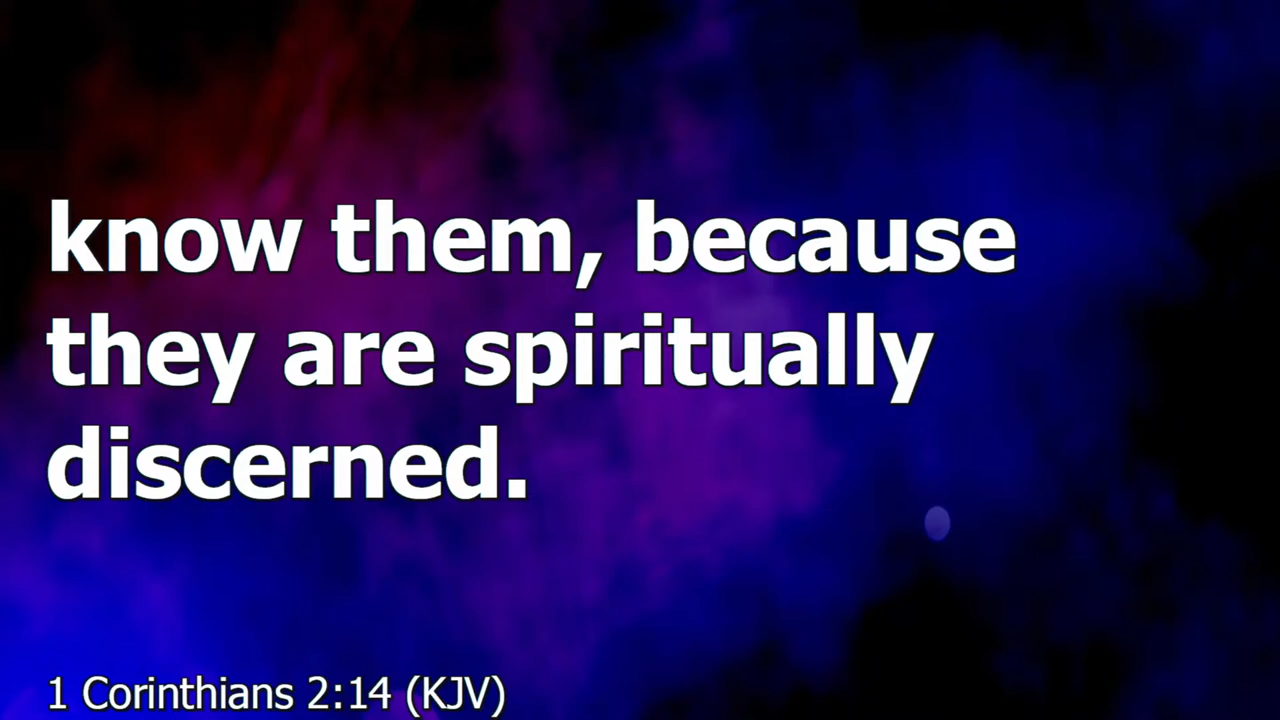 know them, because
they are spiritually
discerned.
1 Corinthians 2:14 (KJV)